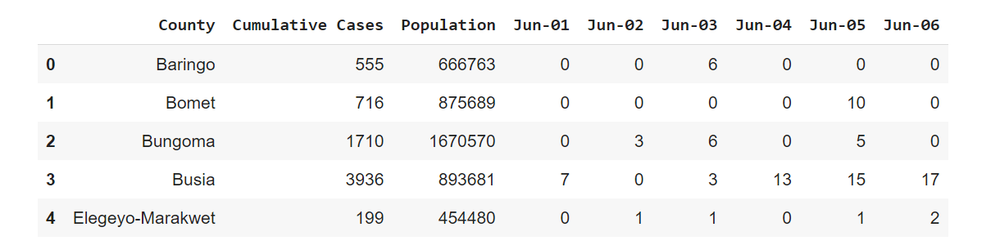 County Cumulative Cases Population Jun-01 Jun-02 Jun-03 Jun-04 Jun-05 Jun-06
0 Baringo 555 666763 0 0 6 0 0 0
1 Bomet 716 875689 0 0 0 0 10 0
2 Bungoma 1710 1670570 0 3 6 0 5 0
3 Busia 3936 893681 7 0 3 13 15 17
4 Elegeyo-Marakwet 199 454480 0 1 1 0 1 2